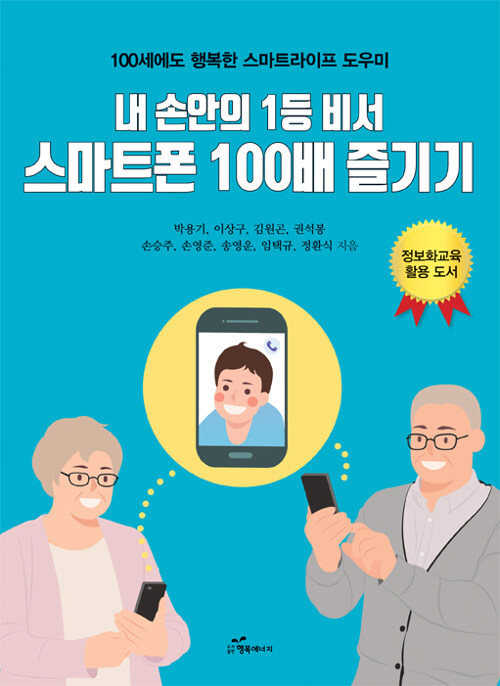 100세에도 행복한 스마트라이프 도우미
내 손안의 1등 비서
스마트폰 100배 즐기기
박용기, 이상구, 김원곤, 권석봉
손승주, 손영준, 송영운, 임택규, 정환식 지음
정보화교육
활용 도서
도서
출판
행복에너지